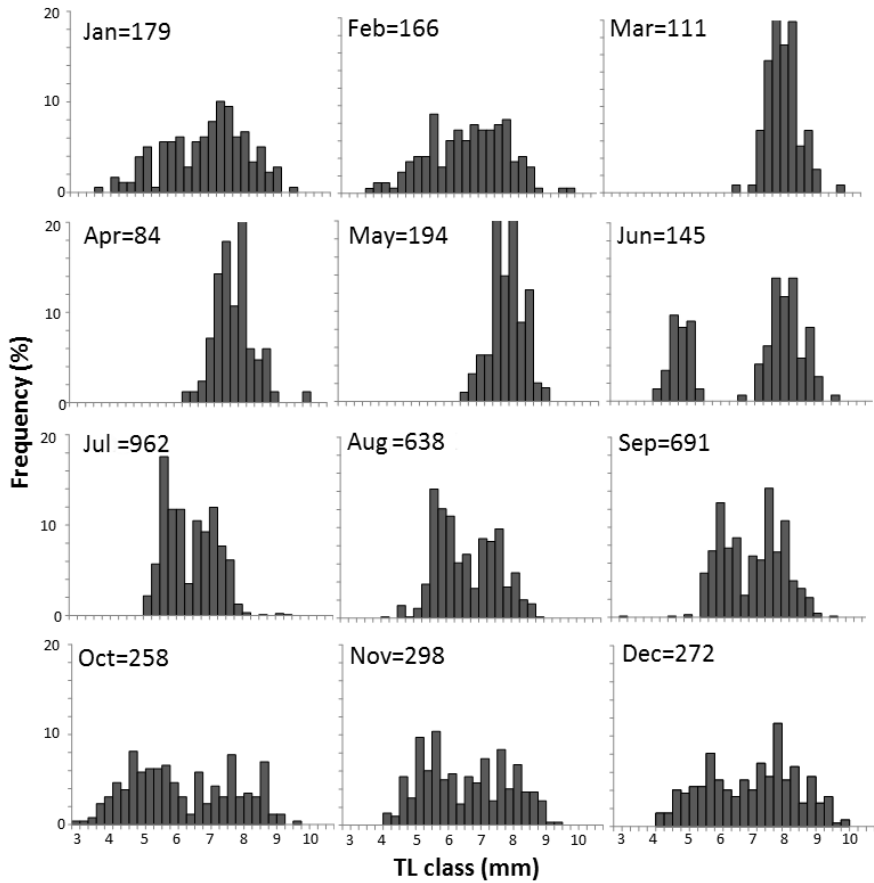 20
Jan=179
Feb=166
Mar=111
10
0
20
Apr=84
May=194
Jun=145
10
0
Frequency (%)
20
Jul =962
Aug =638
Sep=691
10
0
20
Oct=258
Nov=298
Dec=272
10
0
3 4 5 6 7 8 9 10
3 4 5 6 7 8 9 10
3 4 5 6 7 8 9 10
TL class (mm)